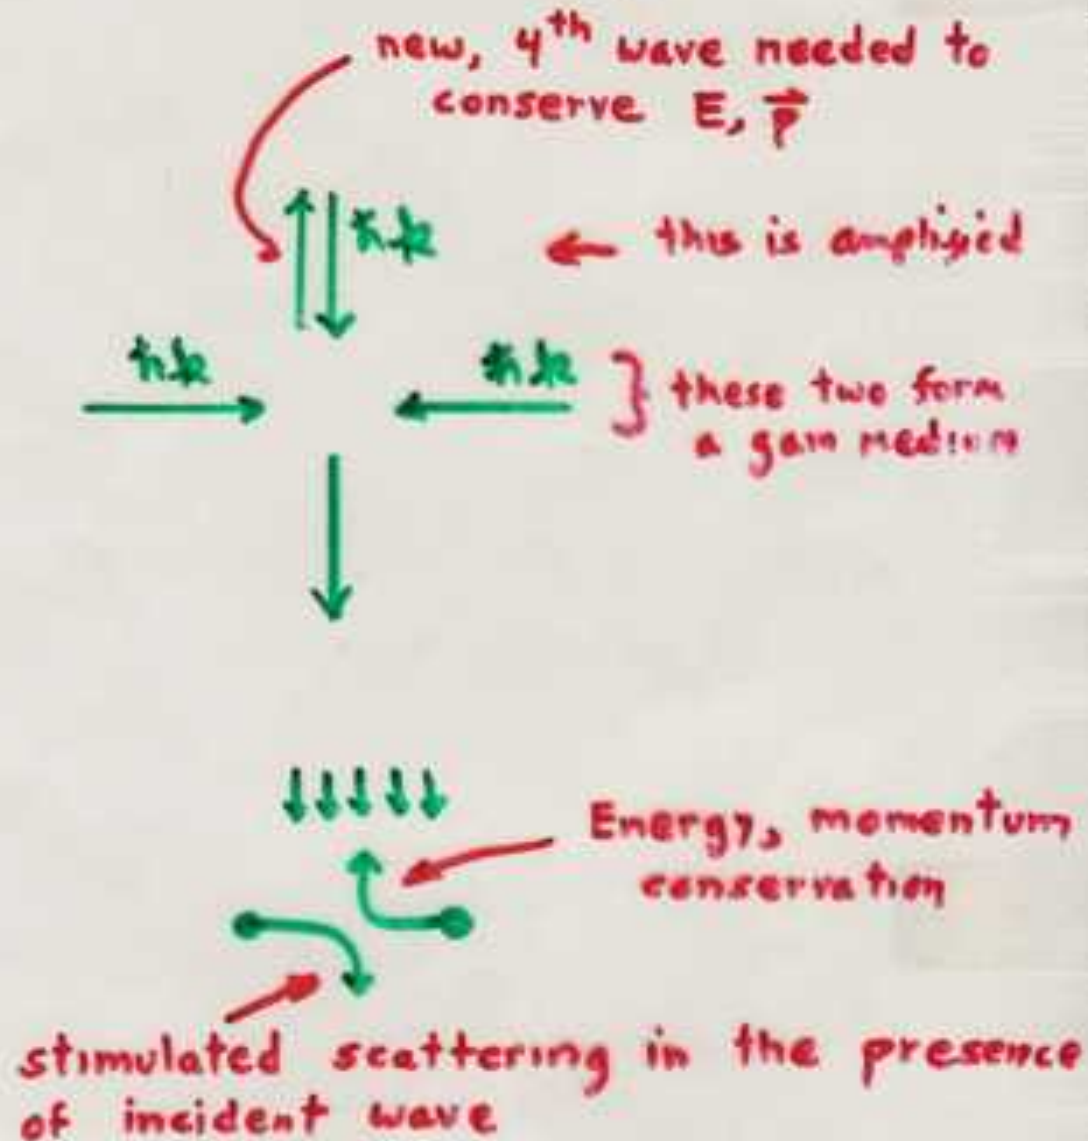 new, 4th wave needed to
conserve E, p⃗
ħk
← this is amplified
ħk
ħk } these two form
a gain medium
Energy, momentum
conservation
stimulated scattering in the presence
of incident wave